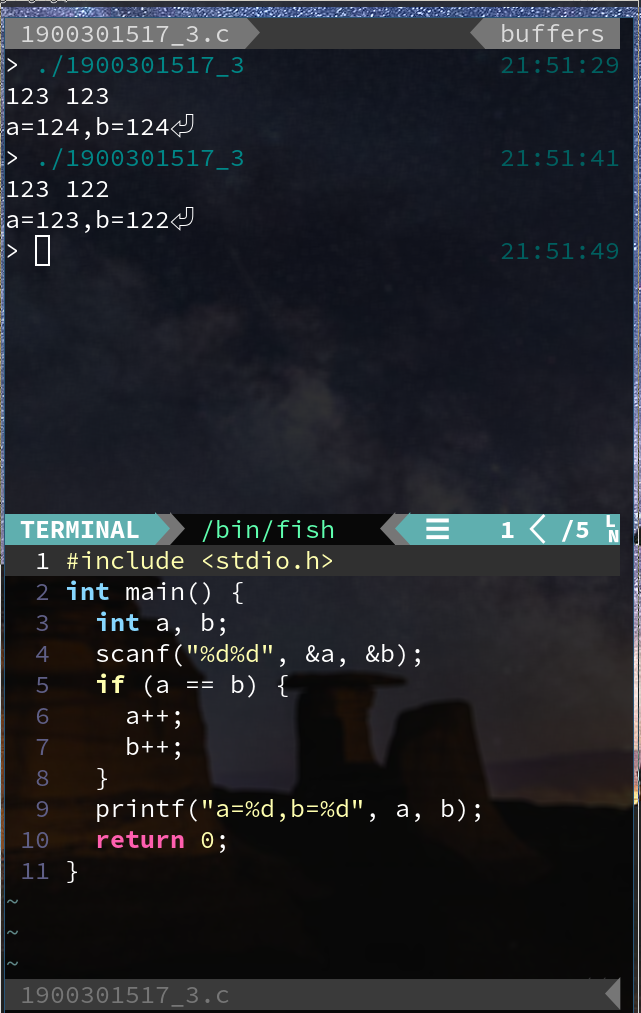 1900301517_3.c buffers
> ./1900301517_3 21:51:29
123 123
a=124,b=124⏎
> ./1900301517_3 21:51:41
123 122
a=123,b=122⏎
> 21:51:49
TERMINAL /bin/fish ☰ 1 < /5 LN
1 #include <stdio.h>
2 int main() {
3   int a, b;
4   scanf("%d%d", &a, &b);
5   if (a == b) {
6     a++;
7     b++;
8   }
9   printf("a=%d,b=%d", a, b);
10   return 0;
11 }
~
~
~
1900301517_3.c